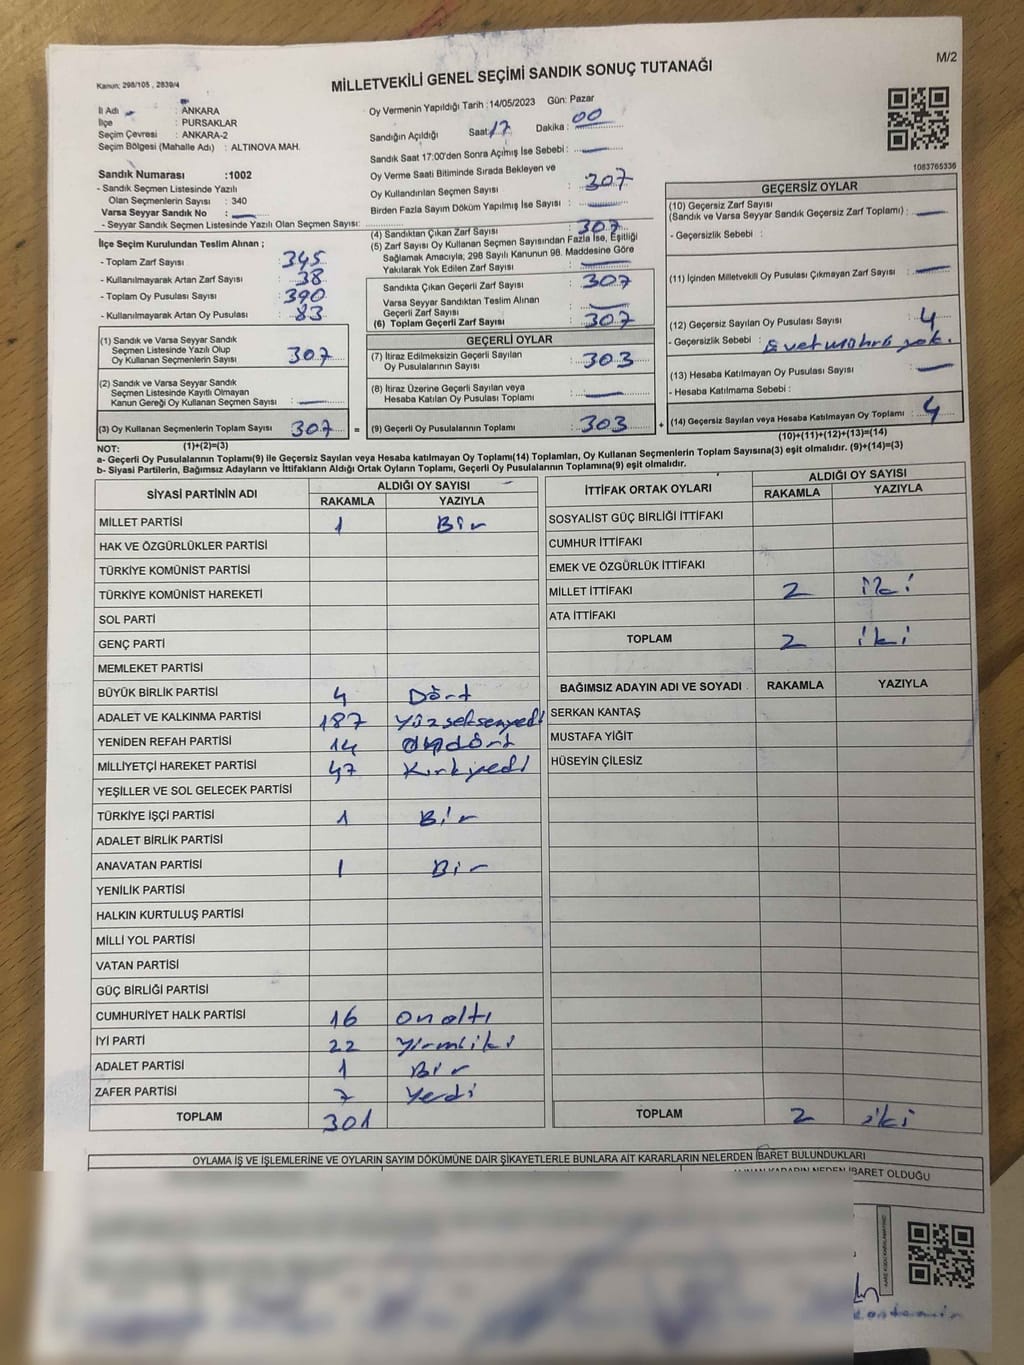 M/2
Kanun: 298/105 , 2839/4
MİLLETVEKİLİ GENEL SEÇİMİ SANDIK SONUÇ TUTANAĞI
İl Adı : ANKARA
İlçe : PURSAKLAR
Seçim Çevresi : ANKARA-2
Seçim Bölgesi (Mahalle Adı) : ALTINOVA MAH.
Oy Vermenin Yapıldığı Tarih :14/05/2023 Gün: Pazar
Sandığın Açıldığı Saat: 17 Dakika : 00
Sandık Saat 17:00'den Sonra Açılmış İse Sebebi :
Oy Verme Saati Bitiminde Sırada Bekleyen ve
Oy Kullandırılan Seçmen Sayısı : 307
Birden Fazla Sayım Döküm Yapılmış İse Sayısı :
1083765336
Sandık Numarası :1002
- Sandık Seçmen Listesinde Yazılı
Olan Seçmenlerin Sayısı : 340
Varsa Seyyar Sandık No :
- Seyyar Sandık Seçmen Listesinde Yazılı Olan Seçmen Sayısı:
İlçe Seçim Kurulundan Teslim Alınan ;
- Toplam Zarf Sayısı : 345
- Kullanılmayarak Artan Zarf Sayısı : 38
- Toplam Oy Pusulası Sayısı : 390
- Kullanılmayarak Artan Oy Pusulası : 83
(4) Sandıktan Çıkan Zarf Sayısı : 307
(5) Zarf Sayısı Oy Kullanan Seçmen Sayısından Fazla İse, Eşitliği
Sağlamak Amacıyla, 298 Sayılı Kanunun 98. Maddesine Göre
Yakılarak Yok Edilen Zarf Sayısı :
Sandıkta Çıkan Geçerli Zarf Sayısı : 307
Varsa Seyyar Sandıktan Teslim Alınan
Geçerli Zarf Sayısı :
(6) Toplam Geçerli Zarf Sayısı : 307
GEÇERSİZ OYLAR
(10) Geçersiz Zarf Sayısı
(Sandık ve Varsa Seyyar Sandık Geçersiz Zarf Toplamı) :
- Geçersizlik Sebebi :
(11) İçinden Milletvekili Oy Pusulası Çıkmayan Zarf Sayısı :
(12) Geçersiz Sayılan Oy Pusulası Sayısı : 4
- Geçersizlik Sebebi : Evet mührü yok.
(13) Hesaba Katılmayan Oy Pusulası Sayısı :
- Hesaba Katılmama Sebebi :
(14) Geçersiz Sayılan veya Hesaba Katılmayan Oy Toplamı : 4
(10)+(11)+(12)+(13)=(14)
(1) Sandık ve Varsa Seyyar Sandık
Seçmen Listesinde Yazılı Olup
Oy Kullanan Seçmenlerin Sayısı : 307
(2) Sandık ve Varsa Seyyar Sandık
Seçmen Listesinde Kayıtlı Olmayan
Kanun Gereği Oy Kullanan Seçmen Sayısı :
(3) Oy Kullanan Seçmenlerin Toplam Sayısı : 307 =
(1)+(2)=(3)
GEÇERLİ OYLAR
(7) İtiraz Edilmeksizin Geçerli Sayılan
Oy Pusulalarının Sayısı : 303
(8) İtiraz Üzerine Geçerli Sayılan veya
Hesaba Katılan Oy Pusulası Toplamı :
(9) Geçerli Oy Pusulalarının Toplamı : 303 +
NOT:
a- Geçerli Oy Pusulalarının Toplamı(9) ile Geçersiz Sayılan veya Hesaba katılmayan Oy Toplamı(14) Toplamları, Oy Kullanan Seçmenlerin Toplam Sayısına(3) eşit olmalıdır. (9)+(14)=(3)
b- Siyasi Partilerin, Bağımsız Adayların ve İttifakların Aldığı Ortak Oyların Toplamı, Geçerli Oy Pusulalarının Toplamına(9) eşit olmalıdır.
SİYASİ PARTİNİN ADI ALDIĞI OY SAYISI
RAKAMLA YAZIYLA
MİLLET PARTİSİ 1 Bir
HAK VE ÖZGÜRLÜKLER PARTİSİ
TÜRKİYE KOMÜNİST PARTİSİ
TÜRKİYE KOMÜNİST HAREKETİ
SOL PARTİ
GENÇ PARTİ
MEMLEKET PARTİSİ
BÜYÜK BİRLİK PARTİSİ 4 Dört
ADALET VE KALKINMA PARTİSİ 187 Yüzseksenyedi
YENİDEN REFAH PARTİSİ 14 ondört
MİLLİYETÇİ HAREKET PARTİSİ 47 Kırkyedi
YEŞİLLER VE SOL GELECEK PARTİSİ
TÜRKİYE İŞÇİ PARTİSİ 1 Bir
ADALET BİRLİK PARTİSİ
ANAVATAN PARTİSİ 1 Bir
YENİLİK PARTİSİ
HALKIN KURTULUŞ PARTİSİ
MİLLİ YOL PARTİSİ
VATAN PARTİSİ
GÜÇ BİRLİĞİ PARTİSİ
CUMHURİYET HALK PARTİSİ 16 onaltı
İYİ PARTİ 22 Yirmiiki
ADALET PARTİSİ 1 Bir
ZAFER PARTİSİ 7 Yedi
TOPLAM 301
İTTİFAK ORTAK OYLARI ALDIĞI OY SAYISI
RAKAMLA YAZIYLA
SOSYALİST GÜÇ BİRLİĞİ İTTİFAKI
CUMHUR İTTİFAKI
EMEK VE ÖZGÜRLÜK İTTİFAKI
MİLLET İTTİFAKI 2 iki
ATA İTTİFAKI
TOPLAM 2 iki
BAĞIMSIZ ADAYIN ADI VE SOYADI RAKAMLA YAZIYLA
SERKAN KANTAŞ
MUSTAFA YİĞİT
HÜSEYİN ÇİLESİZ
TOPLAM 2 iki
OYLAMA İŞ VE İŞLEMLERİNE VE OYLARIN SAYIM DÖKÜMÜNE DAİR ŞİKAYETLERLE BUNLARA AİT KARARLARIN NELERDEN İBARET BULUNDUKLARI
KARARIN NEDEN İBARET OLDUĞU